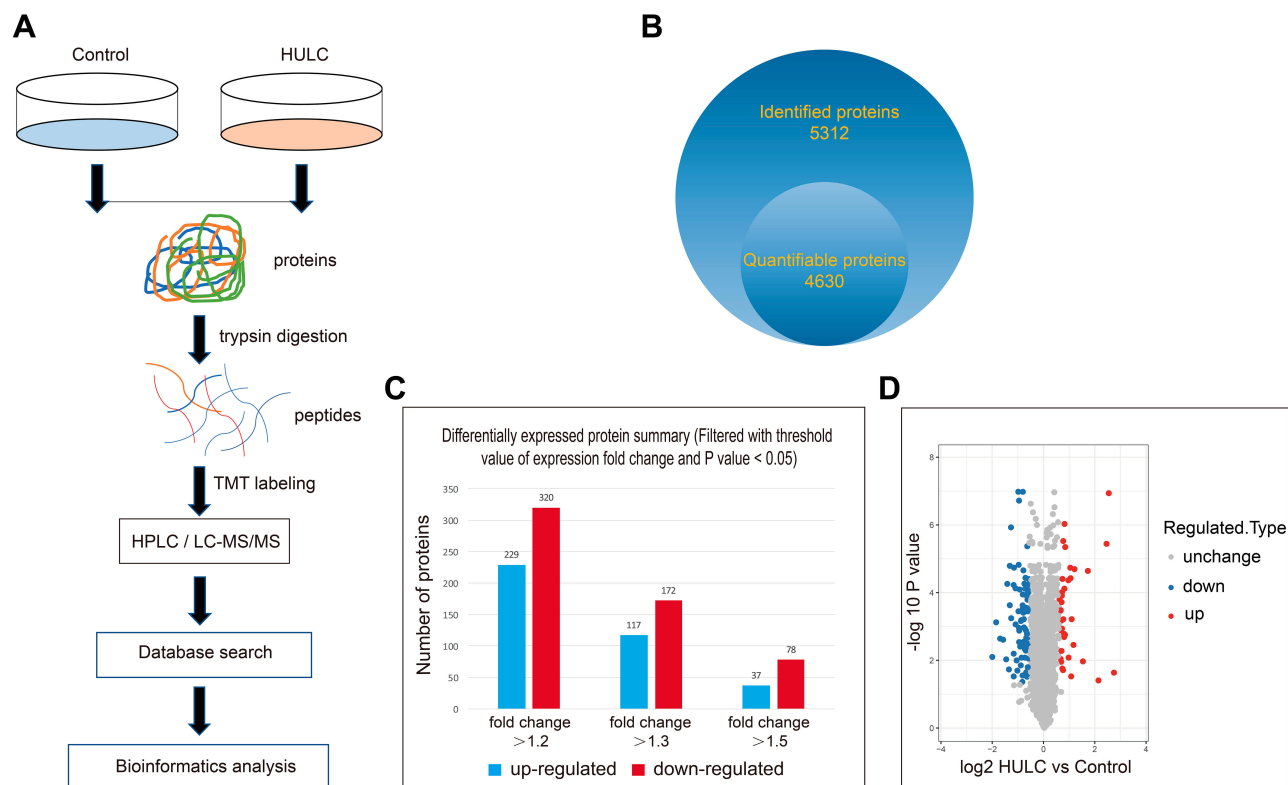 A
Control
HULC
proteins
trypsin digestion
peptides
TMT labeling
HPLC / LC-MS/MS
Database search
Bioinformatics analysis
B
Identified proteins
5312
Quantifiable proteins
4630
C
Differentially expressed protein summary (Filtered with threshold
value of expression fold change and P value < 0.05)
Number of proteins
350
300
250
200
150
100
50
0
229
320
117
172
37
78
fold change
>1.2
fold change
>1.3
fold change
>1.5
up-regulated
down-regulated
D
-log 10 P value
8
6
4
2
0
−4
−2
0
2
4
log2 HULC vs Control
Regulated.Type
unchange
down
up